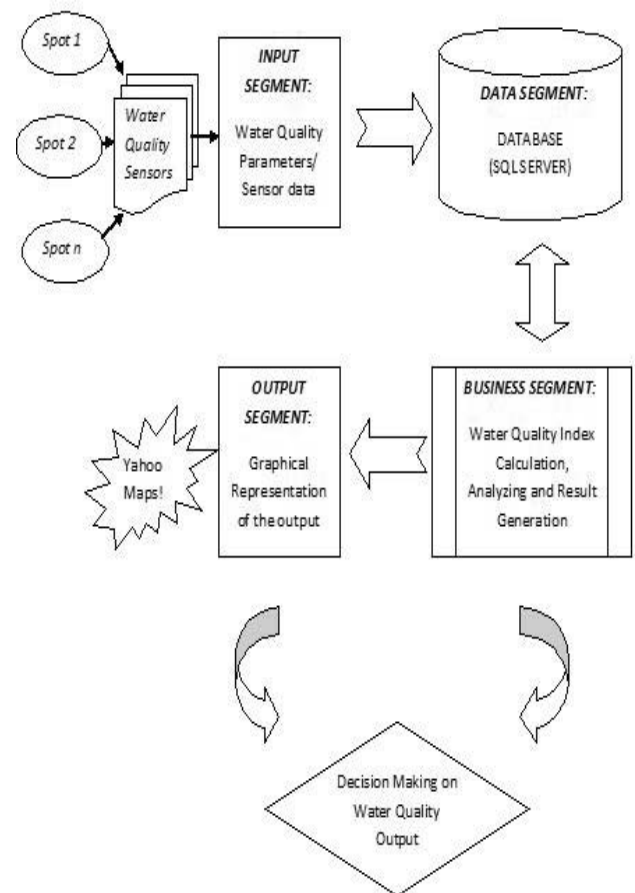 Spot 1
Spot 2
Spot n
Water
Quality
Sensors
INPUT
SEGMENT:
Water Quality
Parameters/
Sensor data
DATA SEGMENT:
DATABASE
(SQLSERVER)
BUSINESS SEGMENT:
Water Quality Index
Calculation,
Analyzing and Result
Generation
OUTPUT
SEGMENT:
Graphical
Representation
of the output
Yahoo
Maps!
Decision Making on
Water Quality
Output